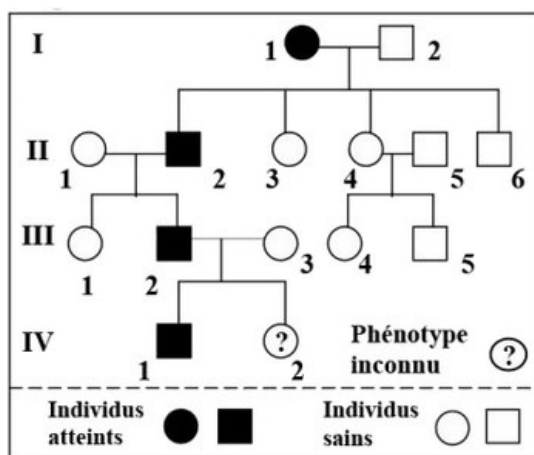 I
1
2
II
1
2
3
4
5
6
III
1
2
3
4
5
IV
1
?
2
Phénotype
inconnu
?
Individus
atteints
Individus
sains